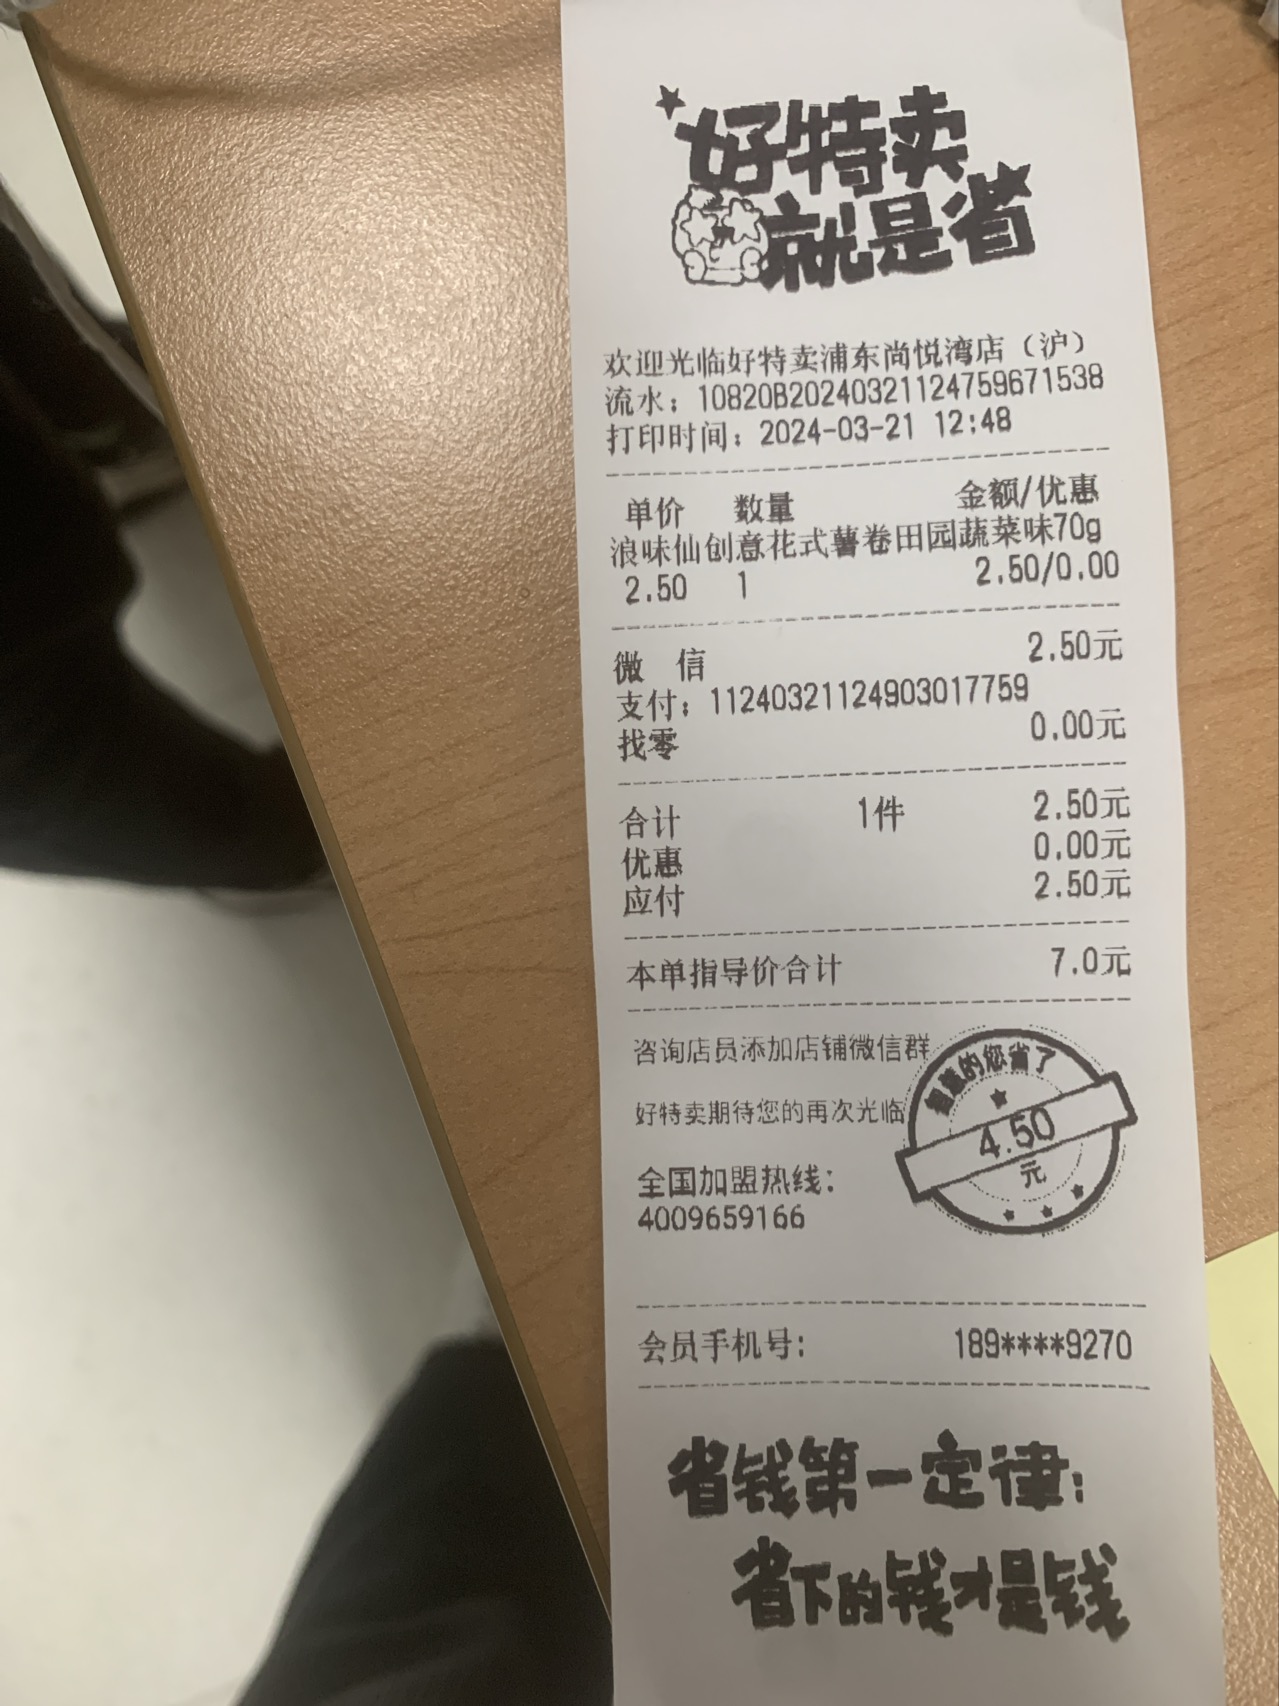 好特卖
就是省
欢迎光临好特卖浦东尚悦湾店（沪）
流水：10820B20240321124759671538
打印时间：2024-03-21 12:48
单价 数量 金额/优惠
浪味仙创意花式薯卷田园蔬菜味70g
2.50 1 2.50/0.00
微 信 2.50元
支付：11240321124903017759
找零 0.00元
合计 1件 2.50元
优惠 0.00元
应付 2.50元
本单指导价合计 7.0元
咨询店员添加店铺微信群
好特卖期待您的再次光临
智慧的您省了
4.50
元
全国加盟热线：
4009659166
会员手机号： 189****9270
省钱第一定律：
省下的钱才是钱